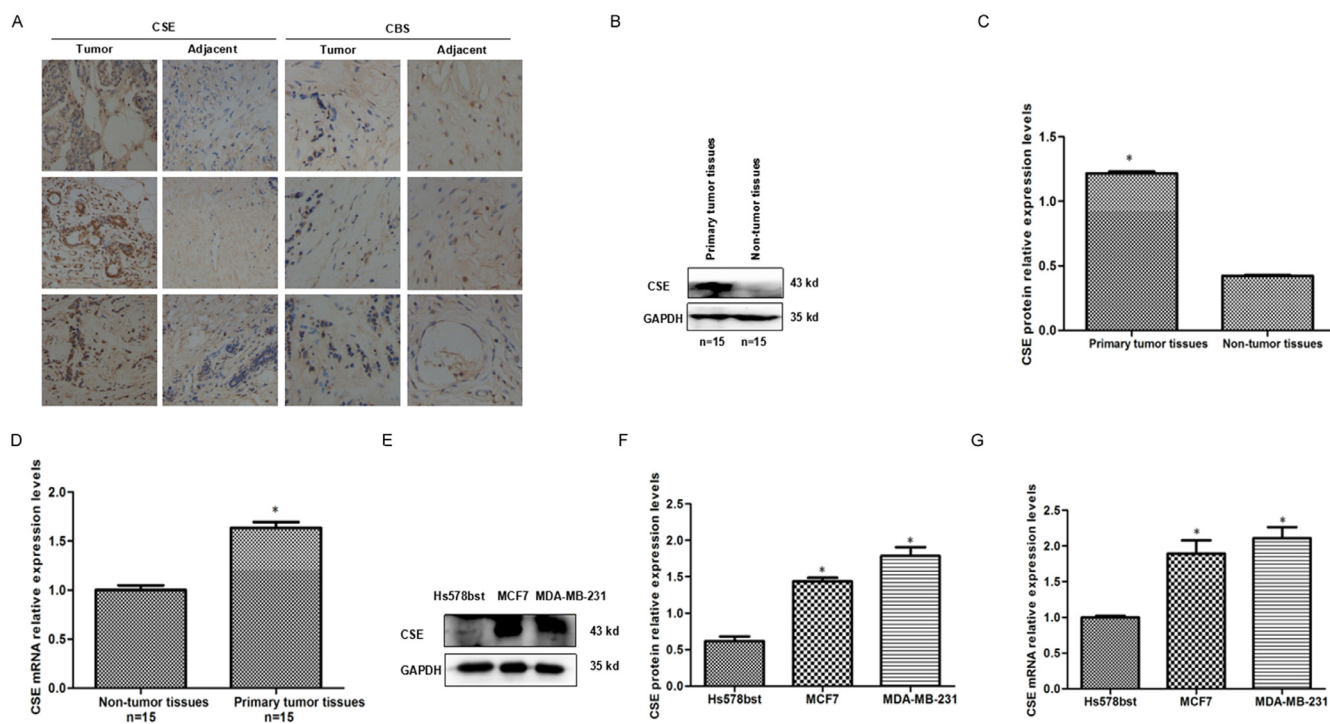 A
CSE
CBS
Tumor
Adjacent
Tumor
Adjacent
B
Primary tumor tissues
Non-tumor tissues
CSE
43 kd
GAPDH
35 kd
n=15
n=15
C
CSE protein relative expression levels
1.5
1.0
0.5
0.0
*
Primary tumor tissues
Non-tumor tissues
D
CSE mRNA relative expression levels
2.0
1.5
1.0
0.5
0.0
*
Non-tumor tissues
n=15
Primary tumor tissues
n=15
E
Hs578bst MCF7 MDA-MB-231
CSE
43 kd
GAPDH
35 kd
F
CSE protein relative expression levels
2.5
2.0
1.5
1.0
0.5
0.0
*
*
Hs578bst
MCF7
MDA-MB-231
G
CSE mRNA relative expression levels
2.5
2.0
1.5
1.0
0.5
0.0
*
*
Hs578bst
MCF7
MDA-MB-231